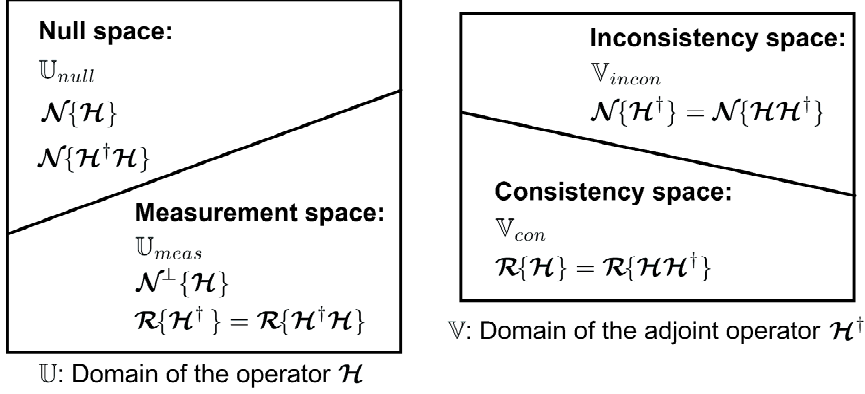 Null space:
𝕌_null
𝓝{𝓗}
𝓝{𝓗†𝓗}
Measurement space:
𝕌_meas
𝓝⊥{𝓗}
𝓡{𝓗† } = 𝓡{𝓗†𝓗}
𝕌: Domain of the operator 𝓗
Inconsistency space:
𝕍_incon
𝓝{𝓗†} = 𝓝{𝓗𝓗†}
Consistency space:
𝕍_con
𝓡{𝓗} = 𝓡{𝓗𝓗†}
𝕍: Domain of the adjoint operator 𝓗†